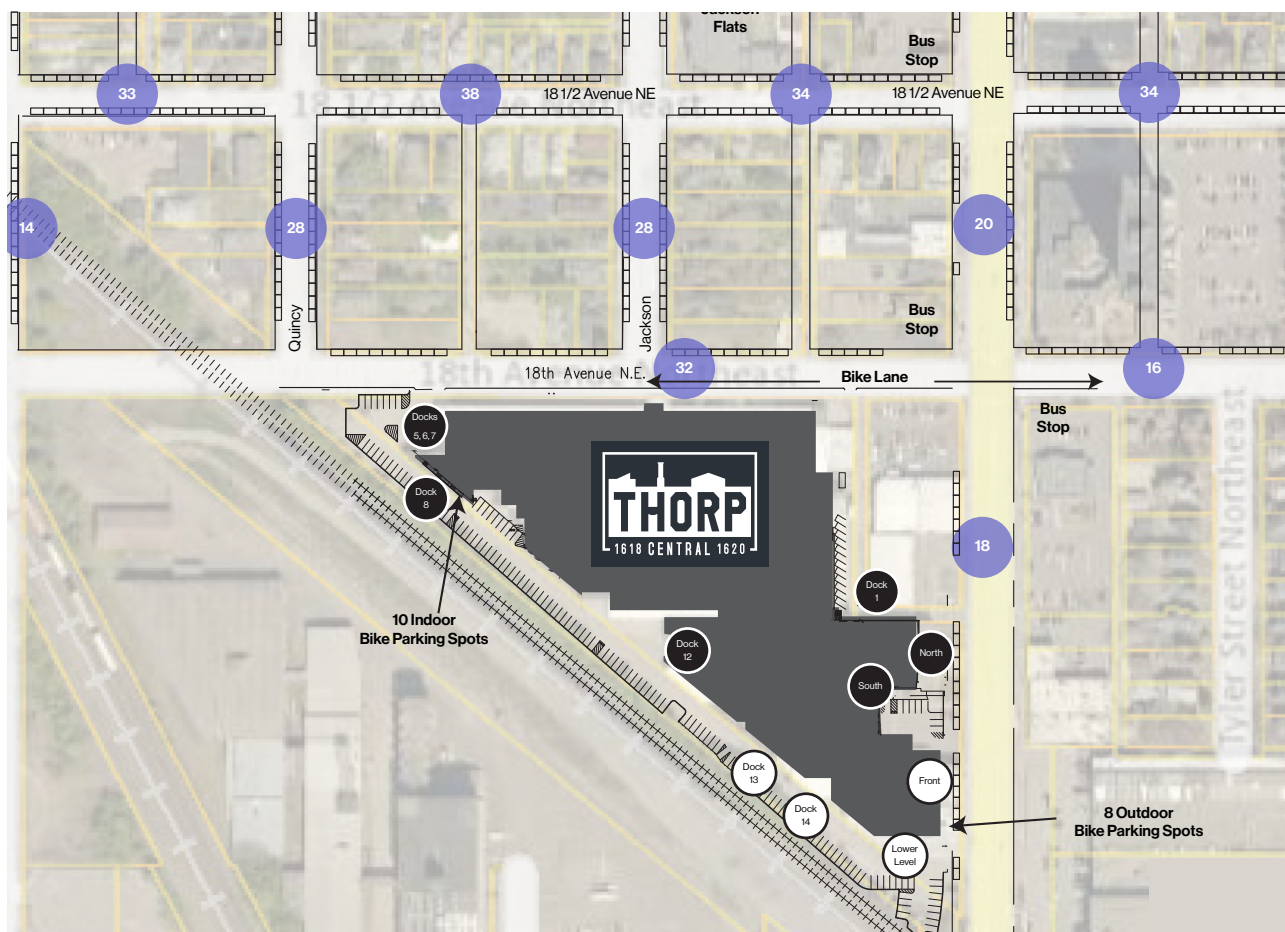 Flats
Bus
Stop
33
38
18 1/2 Avenue NE
34
18 1/2 Avenue NE
34
14
28
Quincy
28
Jackson
20
Bus
Stop
18th Avenue N.E.
32
Bike Lane
16
Bus
Stop
Docks
5, 6, 7
THORP
1618 CENTRAL 1620
Dock
8
18
10 Indoor
Bike Parking Spots
Dock
1
Dock
12
North
South
Dock
13
Front
Dock
14
8 Outdoor
Bike Parking Spots
Lower
Level
Tyler Street Northeast